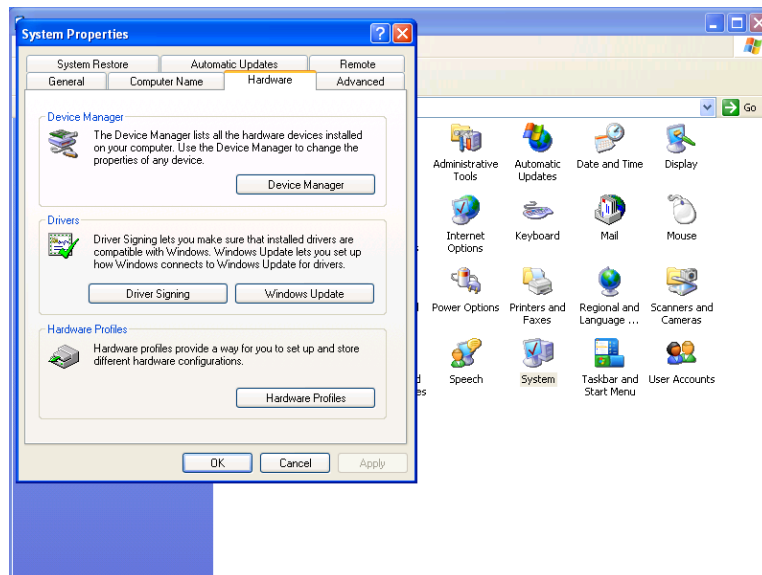 System Properties
System Restore
Automatic Updates
Remote
General
Computer Name
Hardware
Advanced
Device Manager
The Device Manager lists all the hardware devices installed
on your computer. Use the Device Manager to change the
properties of any device.
Device Manager
Drivers
Driver Signing lets you make sure that installed drivers are
compatible with Windows. Windows Update lets you set up
how Windows connects to Windows Update for drivers.
Driver Signing
Windows Update
Hardware Profiles
Hardware profiles provide a way for you to set up and store
different hardware configurations.
Hardware Profiles
OK
Cancel
Apply
Go
Administrative
Tools
Automatic
Updates
Date and Time
Display
Internet
Options
Keyboard
Mail
Mouse
Power Options
Printers and
Faxes
Regional and
Language ...
Scanners and
Cameras
Speech
System
Taskbar and
Start Menu
User Accounts